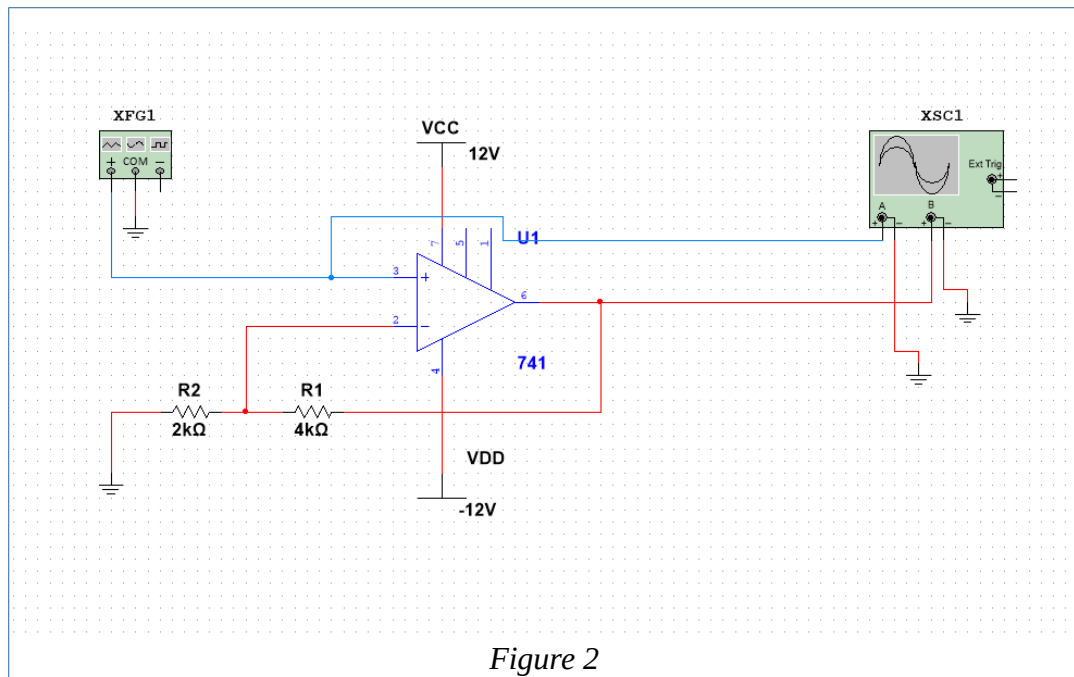 XFG1
+ COM −
VCC
12V
XSC1
Ext Trig
+
−
A
B
+ − + −
7 5 1
U1
3 +
6
2 −
4
741
R2
2kΩ
R1
4kΩ
VDD
-12V
Figure 2